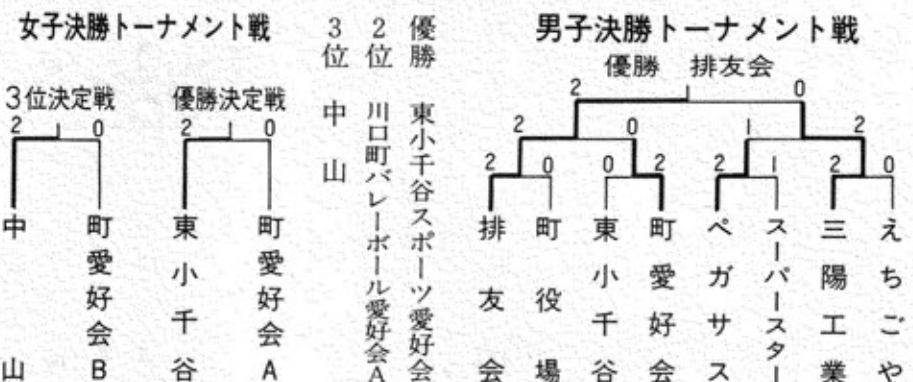 男子決勝トーナメント戦
優勝 排友会
2 0
2 0 1 2
2 0 0 2 2 1 2 0
排友会
町役場
東小千谷
町愛好会
ペガサス
スーパースター
三陽工業
えちごや
優勝 東小千谷スポーツ愛好会
2位 川口町バレーボール愛好会A
3位 中山
女子決勝トーナメント戦
3位決定戦
2 0
中山
町愛好会B
優勝決定戦
2 0
東小千谷
町愛好会A